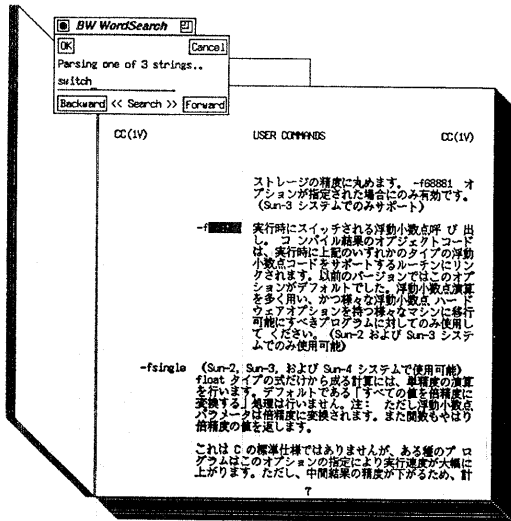 BW WordSearch
OK Cancel
Parsing one of 3 strings..
switch
Backward << Search >> Forward
CC(1V) USER COMMANDS CC(1V)
ストレージの精度に丸めます。 -f68881 オ
プションが指定された場合にのみ有効です。
(Sun-3 システムでのみサポート)
-f 実行時にスイッチされる浮動小数点呼 び 出
し。 コ ンパイル結果のオブジェクトコード
は、実行時に上記のいずれかのタイプの浮動
小数点コードをサポートするルーチンにリン
クされます。以前のバージョンではこのオプ
ションがデフォルトでした。浮動小数点演算
を多く用い、かつ様々な浮動小数点 ハー ド
ウェアオプションを持つ様々なマシンに移行
可能にすべきプログラムに対してのみ使用し
て ください。 (Sun-2 および Sun-3 システ
ムでのみ使用可能)
-fsingle (Sun-2, Sun-3, および Sun-4 システムで使用可能)
float タイプの式だけから成る計算には、単精度の演算
を行います。デフォルトである「すべての値を倍精度に
変換する」処理は行いません。注: ただし浮動小数点
パラメータは倍精度に変換されます。また関数もやはり
倍精度の値を返します。
これは C の標準仕様ではありませんが、ある種のプ ロ
グラムはこのオプションの指定により実行速度が大幅に
上がります。ただし、中間結果の精度が下がるため、計
7